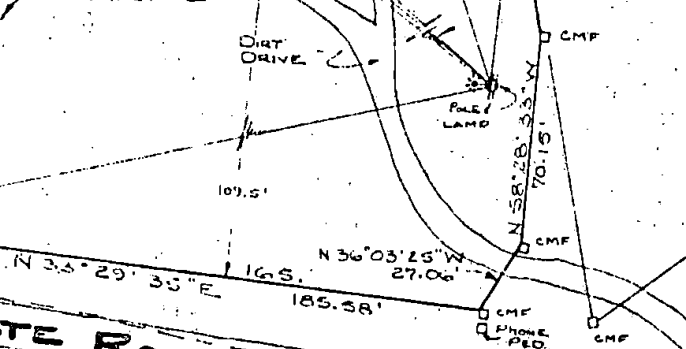 CMF
DIRT
DRIVE
POLE &
LAMP
N 58° 28' 33" W
70.15'
109.5'
CMF
N 36° 03' 25" W
27.06'
N 33° 29' 35" E
165.
185.58'
CMF
PHONE
PED.
CMF